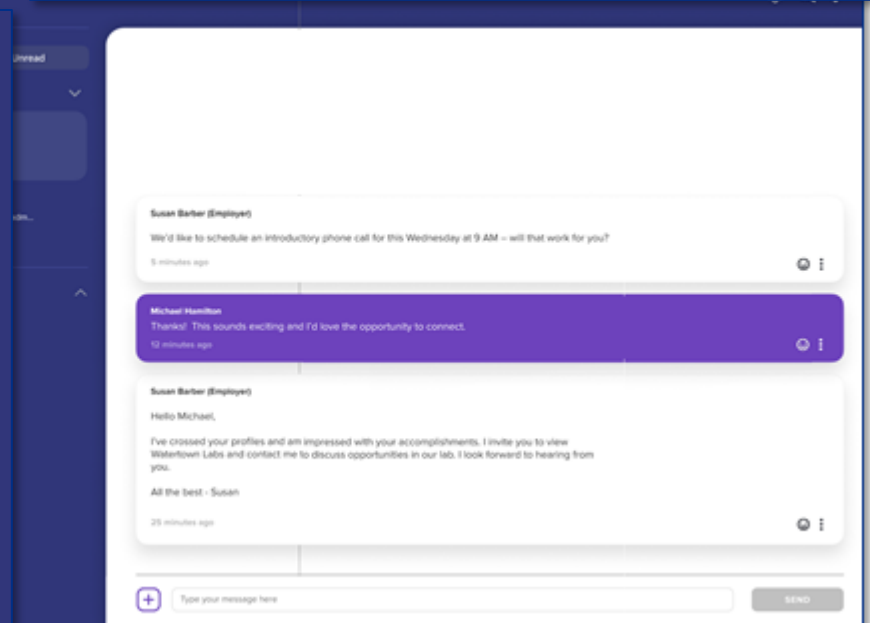 Unread
Susan Barber (Employer)
We'd like to schedule an introductory phone call for this Wednesday at 9 AM – will that work for you?
5 minutes ago
Michael Hamilton
Thanks! This sounds exciting and I'd love the opportunity to connect.
12 minutes ago
Susan Barber (Employer)
Hello Michael,
I've crossed your profiles and am impressed with your accomplishments. I invite you to view
Watertown Labs and contact me to discuss opportunities in our lab. I look forward to hearing from
you.
All the best - Susan
25 minutes ago
Type your message here
SEND